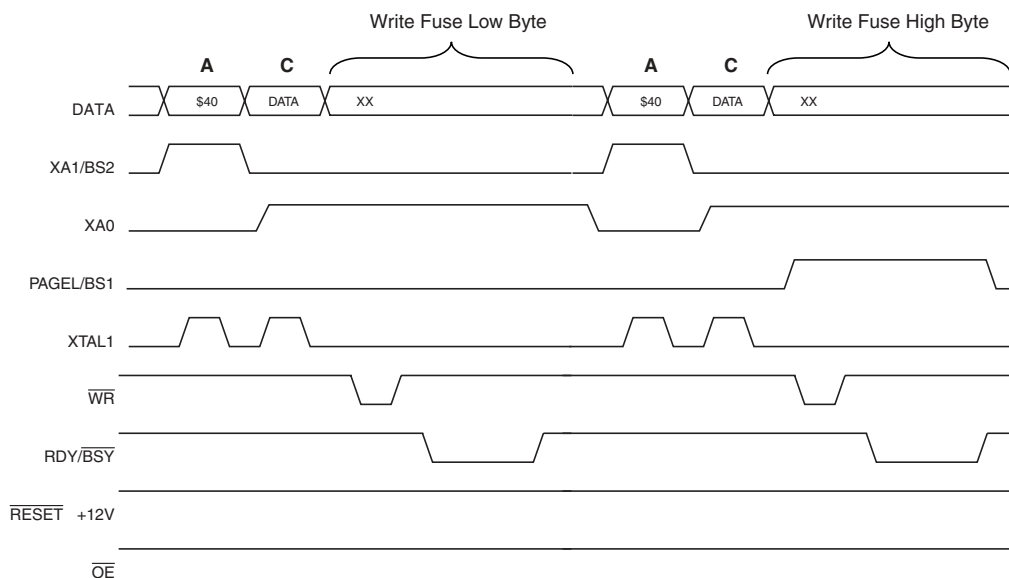 Write Fuse Low Byte Write Fuse High Byte
A C A C
DATA $40 DATA XX $40 DATA XX
XA1/BS2
XA0
PAGEL/BS1
XTAL1
WR
RDY/BSY
RESET +12V
OE